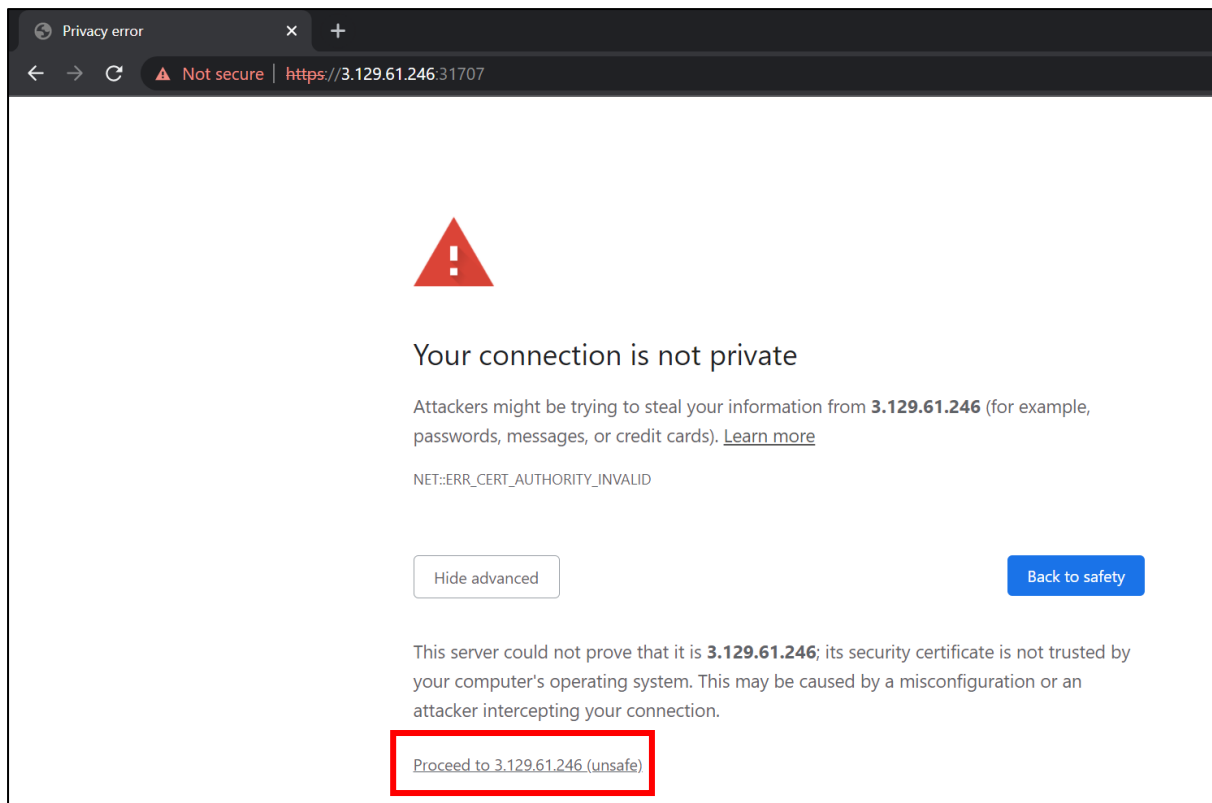 Privacy error
Not secure | https://3.129.61.246:31707
Your connection is not private
Attackers might be trying to steal your information from 3.129.61.246 (for example,
passwords, messages, or credit cards). Learn more
NET::ERR_CERT_AUTHORITY_INVALID
Hide advanced
Back to safety
This server could not prove that it is 3.129.61.246; its security certificate is not trusted by
your computer's operating system. This may be caused by a misconfiguration or an
attacker intercepting your connection.
Proceed to 3.129.61.246 (unsafe)